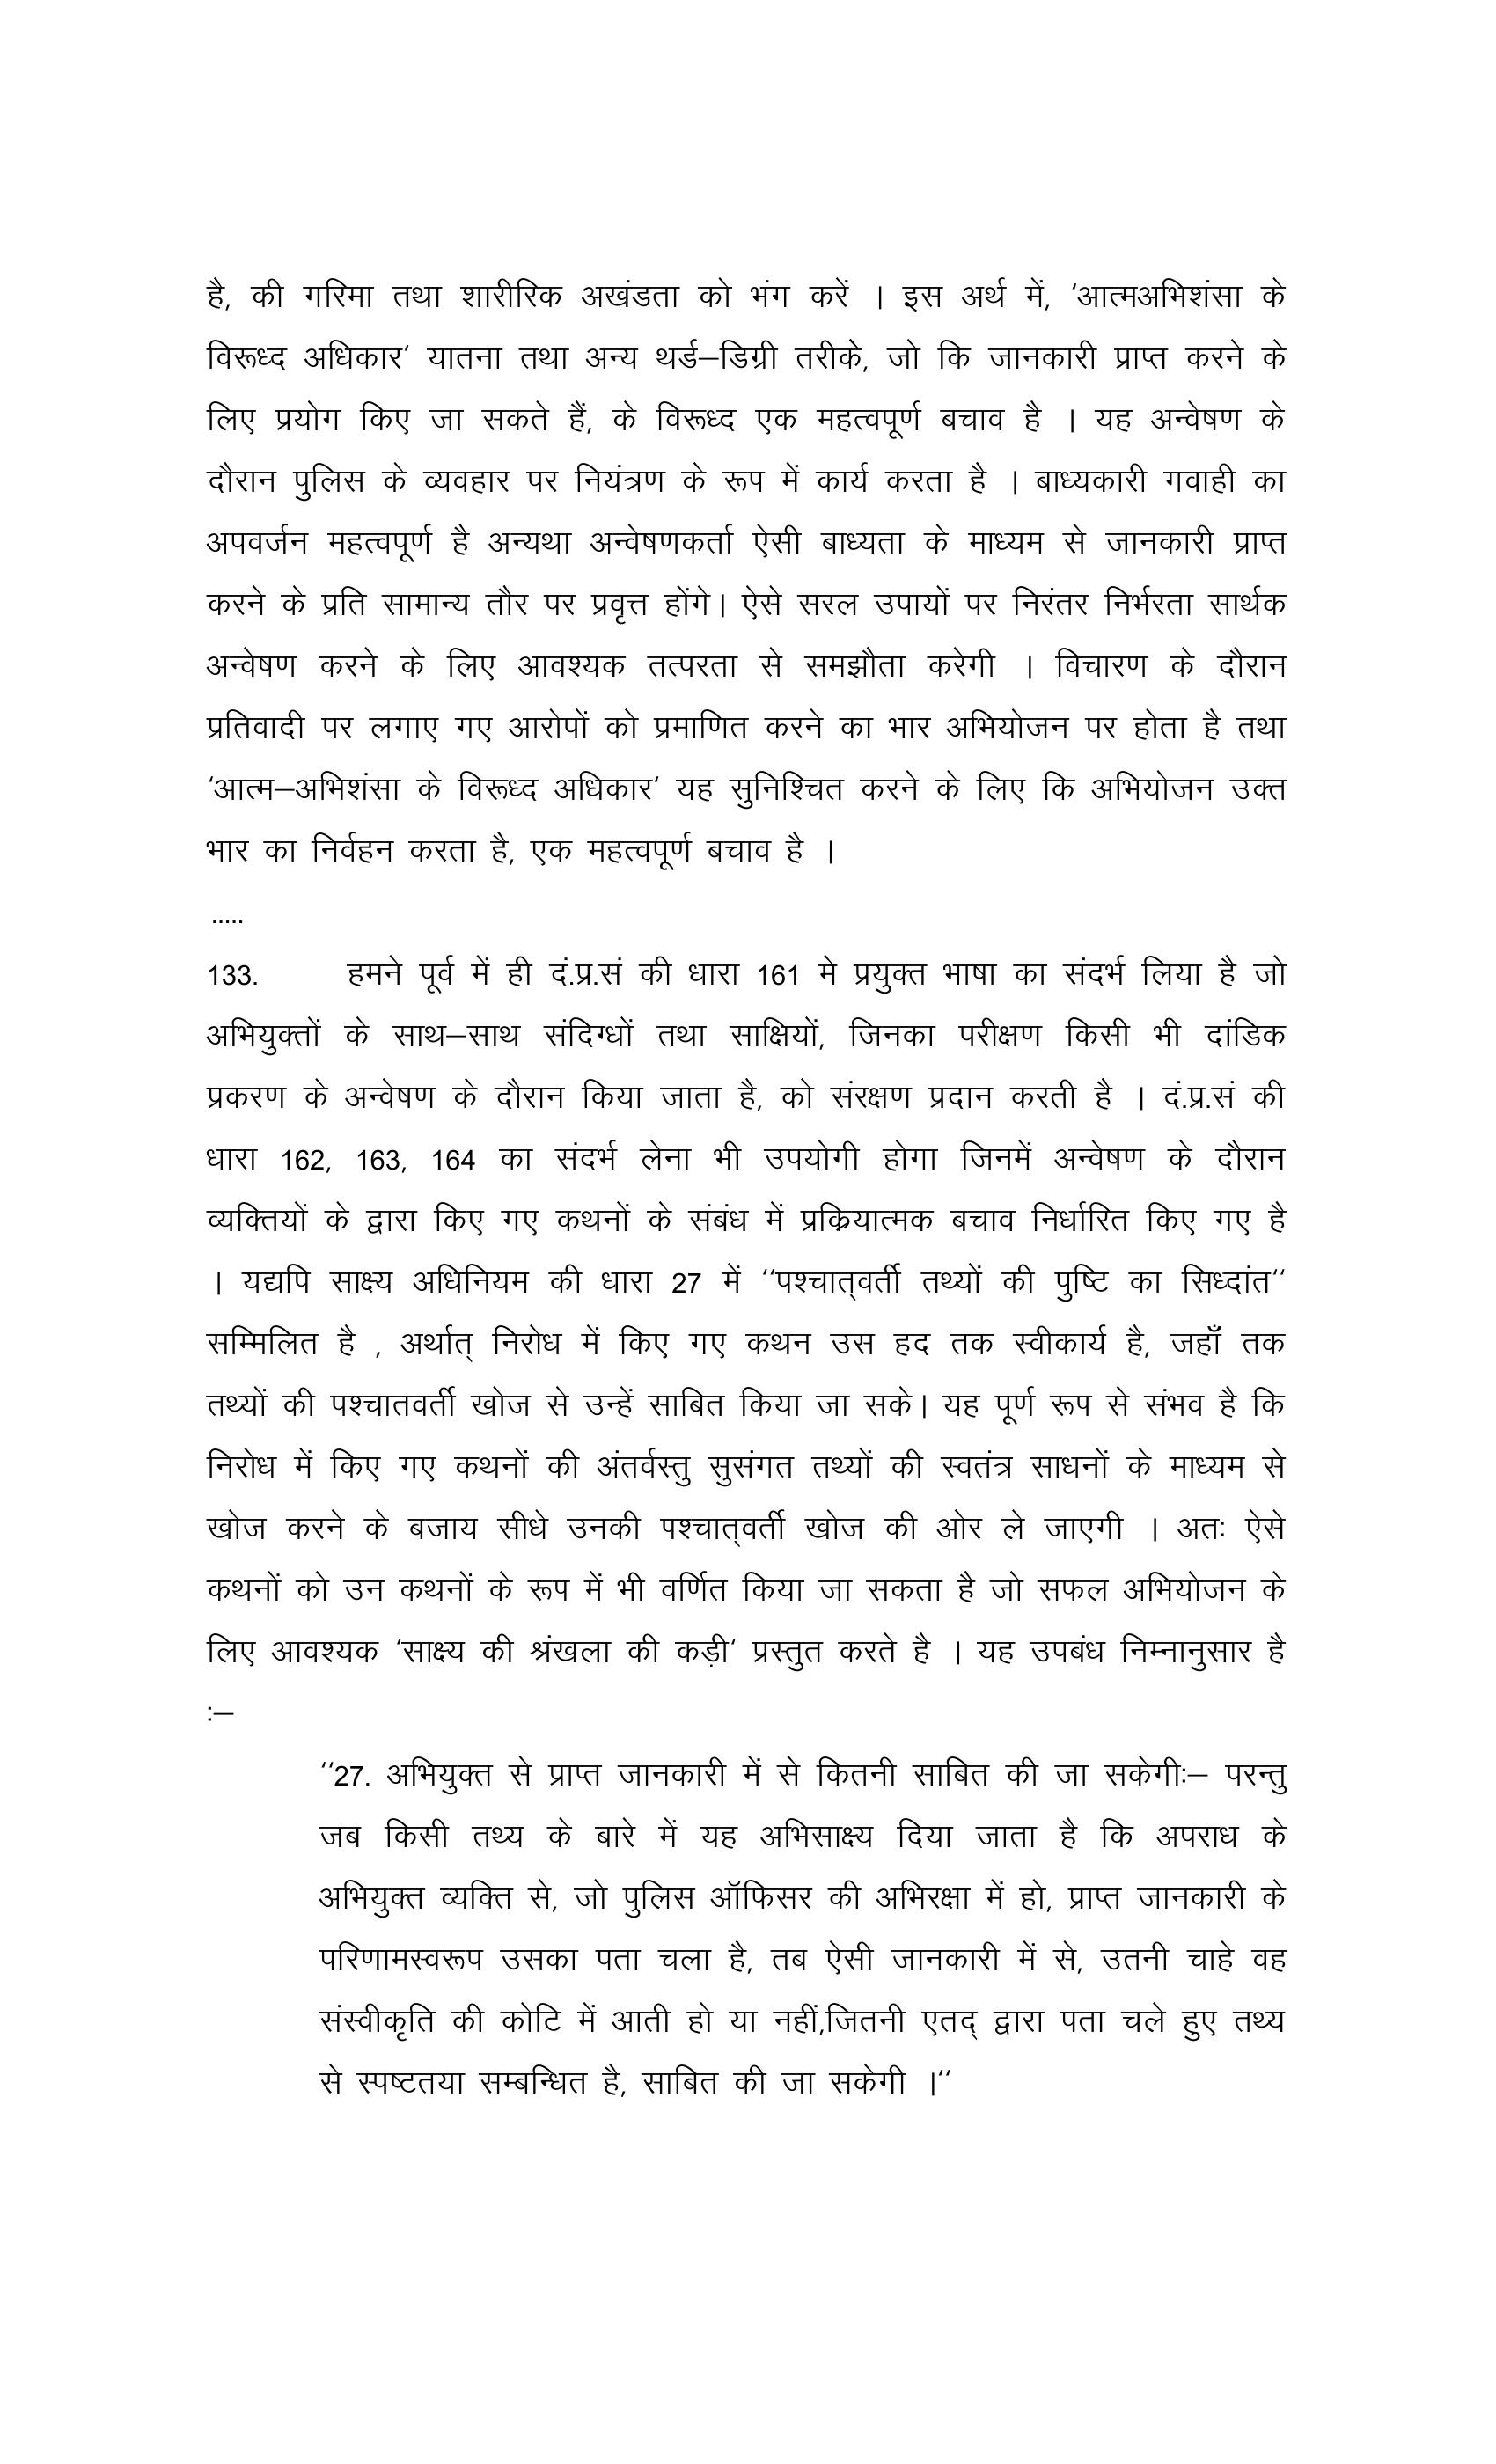 है, की गरिमा तथा शारीरिक अखंडता को भंग करें । इस अर्थ में, ‘आत्मअभिशंसा के
विरूध्द अधिकार‘ यातना तथा अन्य थर्ड–डिग्री तरीके, जो कि जानकारी प्राप्त करने के
लिए प्रयोग किए जा सकते हैं, के विरूध्द एक महत्वपूर्ण बचाव है । यह अन्वेषण के
दौरान पुलिस के व्यवहार पर नियंत्रण के रूप में कार्य करता है । बाध्यकारी गवाही का
अपवर्जन महत्वपूर्ण है अन्यथा अन्वेषणकर्ता ऐसी बाध्यता के माध्यम से जानकारी प्राप्त
करने के प्रति सामान्य तौर पर प्रवृत्त होंगे। ऐसे सरल उपायों पर निरंतर निर्भरता सार्थक
अन्वेषण करने के लिए आवश्यक तत्परता से समझौता करेगी । विचारण के दौरान
प्रतिवादी पर लगाए गए आरोपों को प्रमाणित करने का भार अभियोजन पर होता है तथा
‘आत्म–अभिशंसा के विरूध्द अधिकार‘ यह सुनिश्चित करने के लिए कि अभियोजन उक्त
भार का निर्वहन करता है, एक महत्वपूर्ण बचाव है ।
.....
133. हमने पूर्व में ही दं.प्र.सं की धारा 161 मे प्रयुक्त भाषा का संदर्भ लिया है जो
अभियुक्तों के साथ–साथ संदिग्धों तथा साक्षियों, जिनका परीक्षण किसी भी दांडिक
प्रकरण के अन्वेषण के दौरान किया जाता है, को संरक्षण प्रदान करती है । दं.प्र.सं की
धारा 162, 163, 164 का संदर्भ लेना भी उपयोगी होगा जिनमें अन्वेषण के दौरान
व्यक्तियों के द्वारा किए गए कथनों के संबंध में प्रक्रियात्मक बचाव निर्धारित किए गए है
। यद्यपि साक्ष्य अधिनियम की धारा 27 में ‘‘पश्चात्‌वर्ती तथ्यों की पुष्टि का सिध्दांत‘‘
सम्मिलित है , अर्थात् निरोध में किए गए कथन उस हद तक स्वीकार्य है, जहाँ तक
तथ्यों की पश्चातवर्ती खोज से उन्हें साबित किया जा सके। यह पूर्ण रूप से संभव है कि
निरोध में किए गए कथनों की अंतर्वस्तु सुसंगत तथ्यों की स्वतंत्र साधनों के माध्यम से
खोज करने के बजाय सीधे उनकी पश्चात्‌वर्ती खोज की ओर ले जाएगी । अतः ऐसे
कथनों को उन कथनों के रूप में भी वर्णित किया जा सकता है जो सफल अभियोजन के
लिए आवश्यक ‘साक्ष्य की श्रंखला की कड़ी‘ प्रस्तुत करते है । यह उपबंध निम्नानुसार है
:–
‘‘27. अभियुक्त से प्राप्त जानकारी में से कितनी साबित की जा सकेगीः– परन्तु
जब किसी तथ्य के बारे में यह अभिसाक्ष्य दिया जाता है कि अपराध के
अभियुक्त व्यक्ति से, जो पुलिस ऑफिसर की अभिरक्षा में हो, प्राप्त जानकारी के
परिणामस्वरूप उसका पता चला है, तब ऐसी जानकारी में से, उतनी चाहे वह
संस्वीकृति की कोटि में आती हो या नहीं,जितनी एतद् द्वारा पता चले हुए तथ्य
से स्पष्टतया सम्बन्धित है, साबित की जा सकेगी ।‘‘